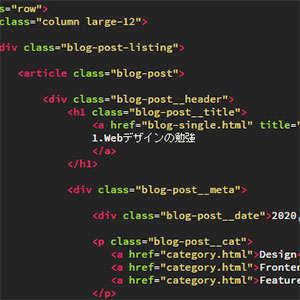 s="row">
class="column large-12">
div class="blog-post-listing">
<article class="blog-post">
<div class="blog-post__header">
<h1 class="blog-post__title">
<a href="blog-single.html" title="
1.Webデザインの勉強
</a>
</h1>
<div class="blog-post__meta">
<div class="blog-post__date">2020,
<p class="blog-post__cat">
<a href="category.html">Design<
<a href="category.html">Fronten
<a href="category.html">Feature
</p>